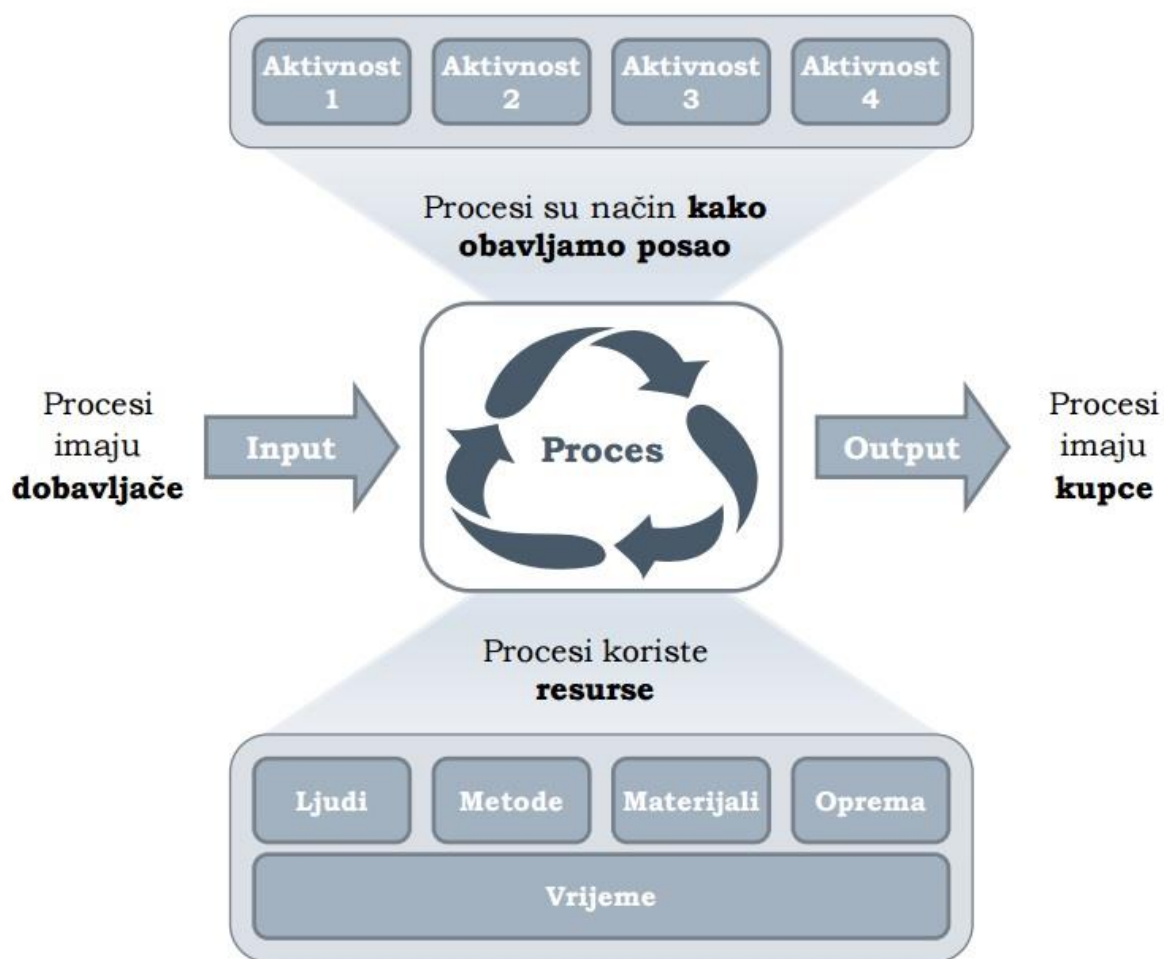 Aktivnost
1
Aktivnost
2
Aktivnost
3
Aktivnost
4
Procesi su način kako
obavljamo posao
Procesi
imaju
dobavljače
Input
Proces
Output
Procesi
imaju
kupce
Procesi koriste
resurse
Ljudi
Metode
Materijali
Oprema
Vrijeme